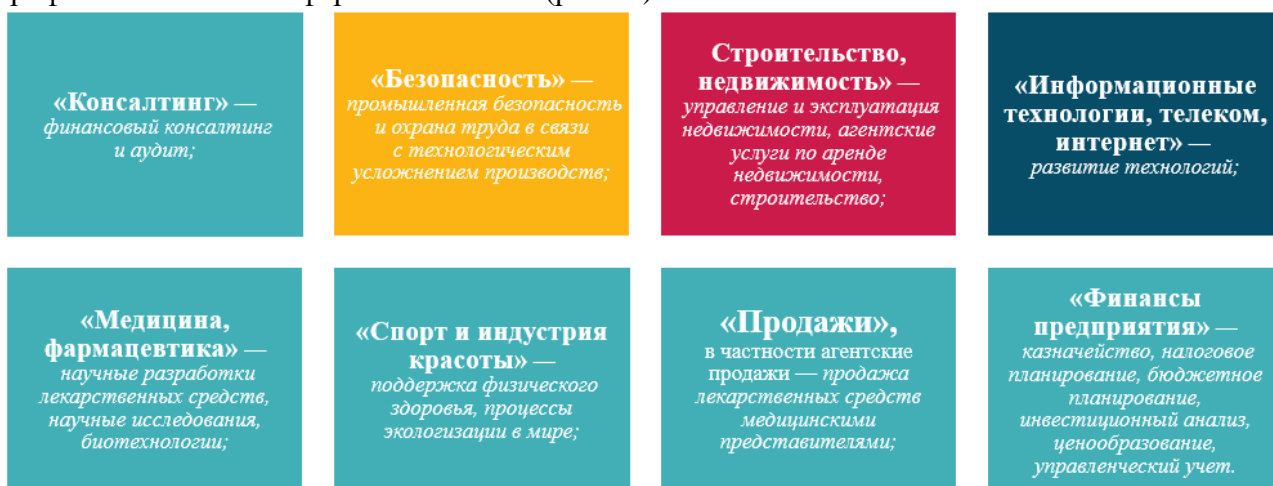 «Консалтинг» —
финансовый консалтинг
и аудит;
«Безопасность» —
промышленная безопасность
и охрана труда в связи
с технологическим
усложнением производств;
Строительство,
недвижимость» —
управление и эксплуатация
недвижимости, агентские
услуги по аренде
недвижимости,
строительство;
«Информационные
технологии, телеком,
интернет» —
развитие технологий;
«Медицина,
фармацевтика» —
научные разработки
лекарственных средств,
научные исследования,
биотехнологии;
«Спорт и индустрия
красоты» —
поддержка физического
здоровья, процессы
экологизации в мире;
«Продажи»,
в частности агентские
продажи — продажа
лекарственных средств
медицинскими
представителями;
«Финансы
предприятия» —
казначейство, налоговое
планирование, бюджетное
планирование,
инвестиционный анализ,
ценообразование,
управленческий учет.